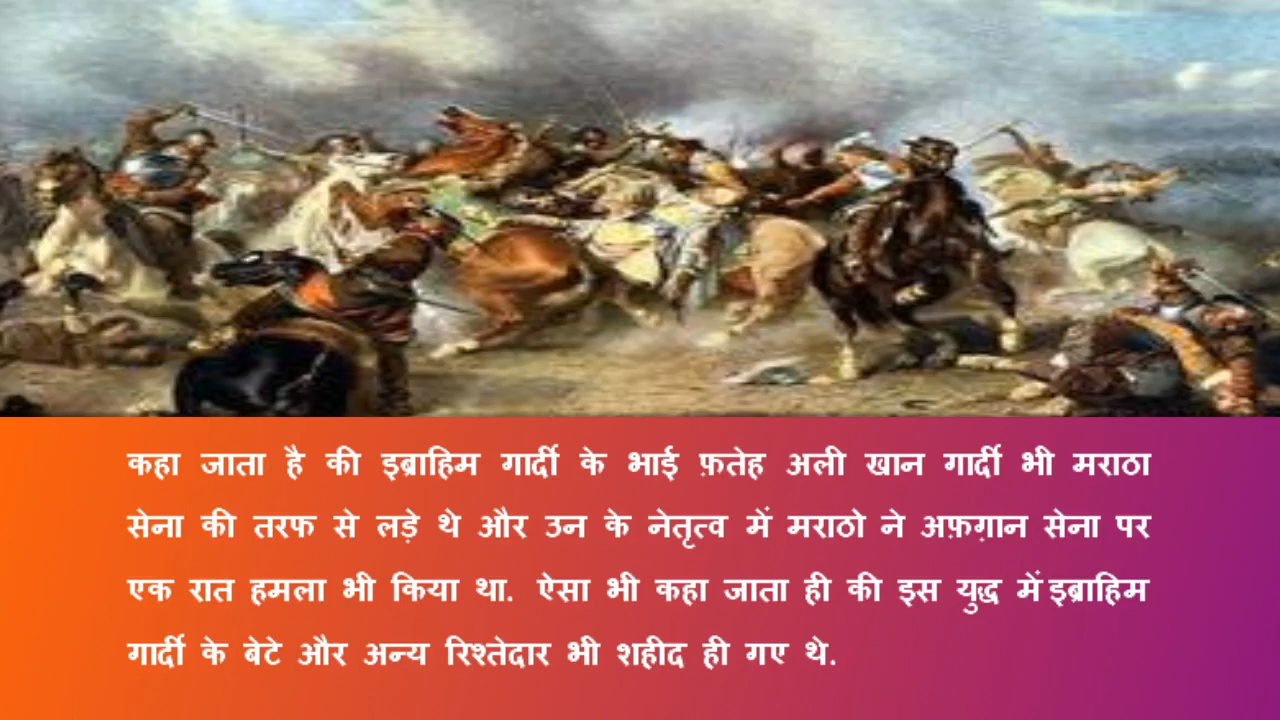 कहा जाता है की इब्राहिम गार्दी के भाई फ़तेह अली खान गार्दी भी मराठा
सेना की तरफ से लड़े थे और उन के नेतृत्व में मराठो ने अफ़ग़ान सेना पर
एक रात हमला भी किया था. ऐसा भी कहा जाता ही की इस युद्ध में इब्राहिम
गार्दी के बेटे और अन्य रिश्तेदार भी शहीद ही गए थे.